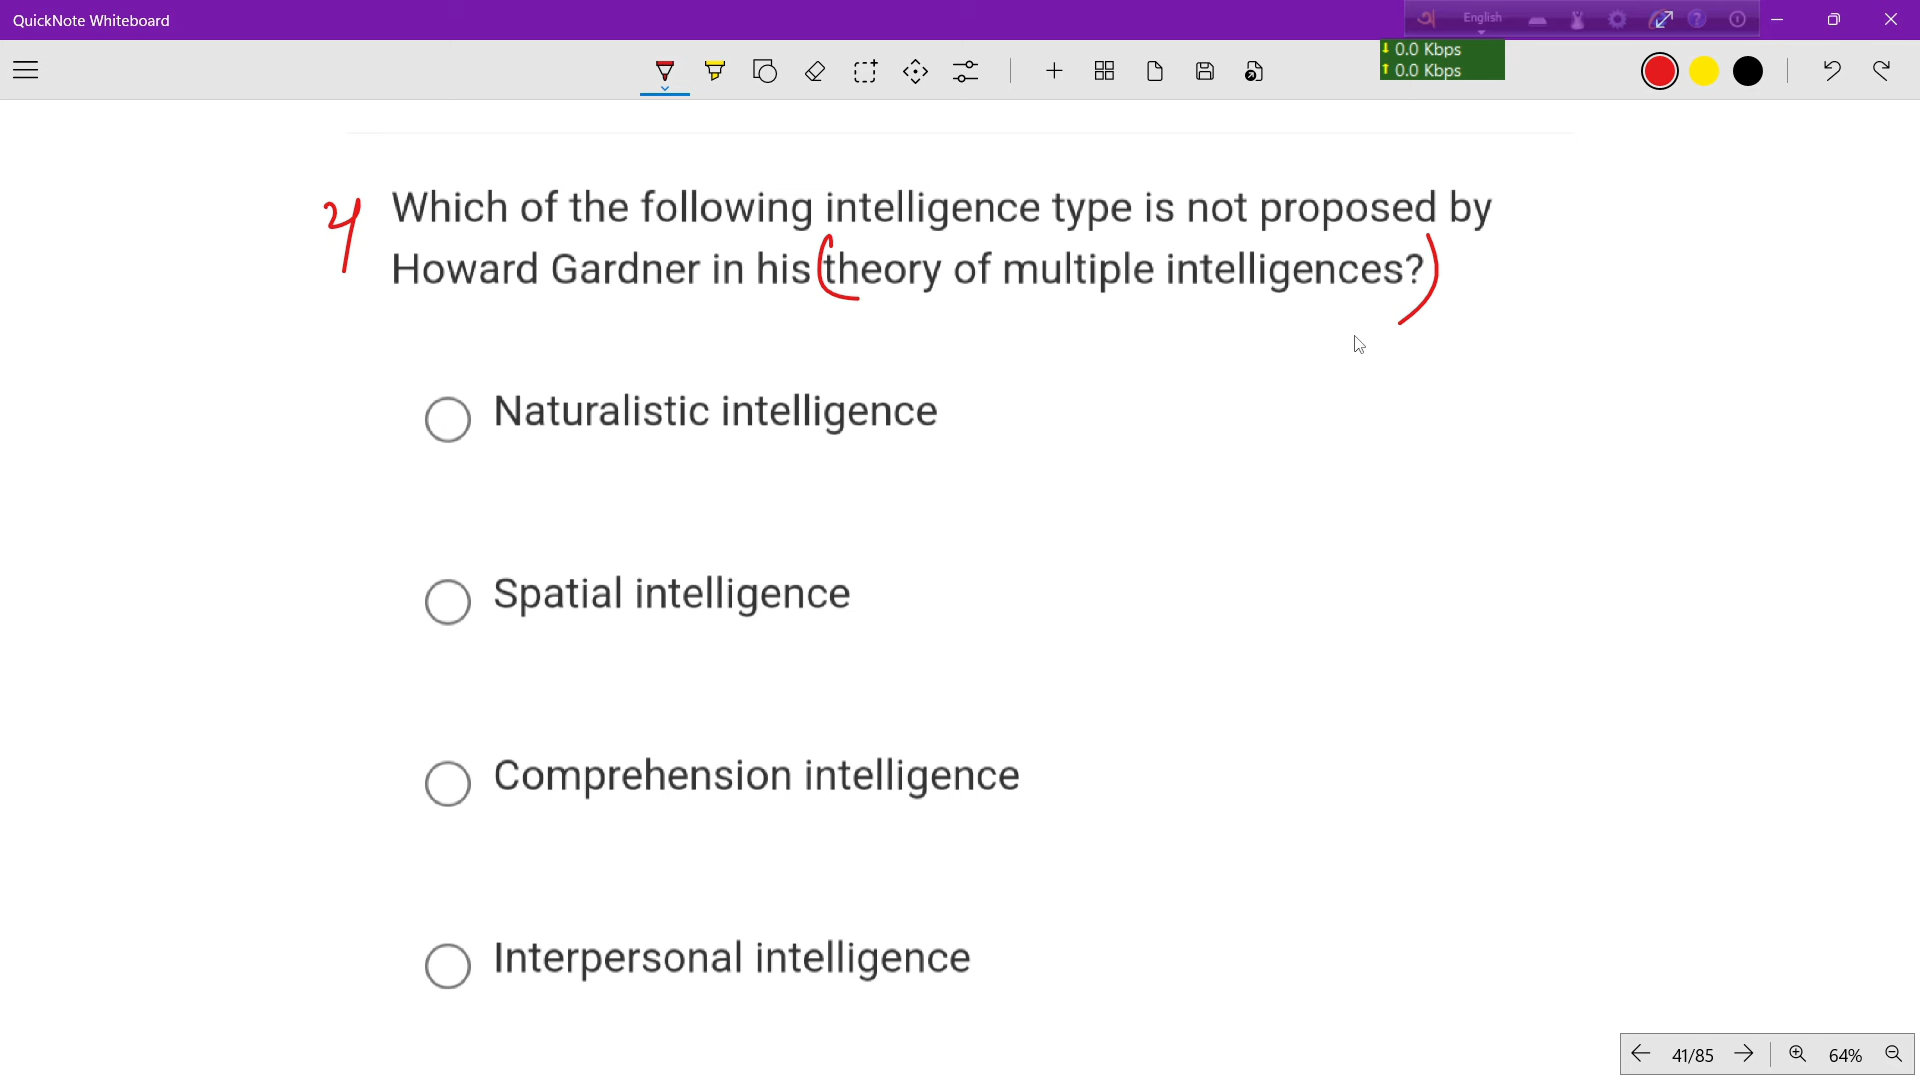 QuickNote Whiteboard
English
0.0 Kbps
0.0 Kbps
Which of the following intelligence type is not proposed by
Howard Gardner in his (theory of multiple intelligences?)
Naturalistic intelligence
Spatial intelligence
Comprehension intelligence
Interpersonal intelligence
41/85
64%